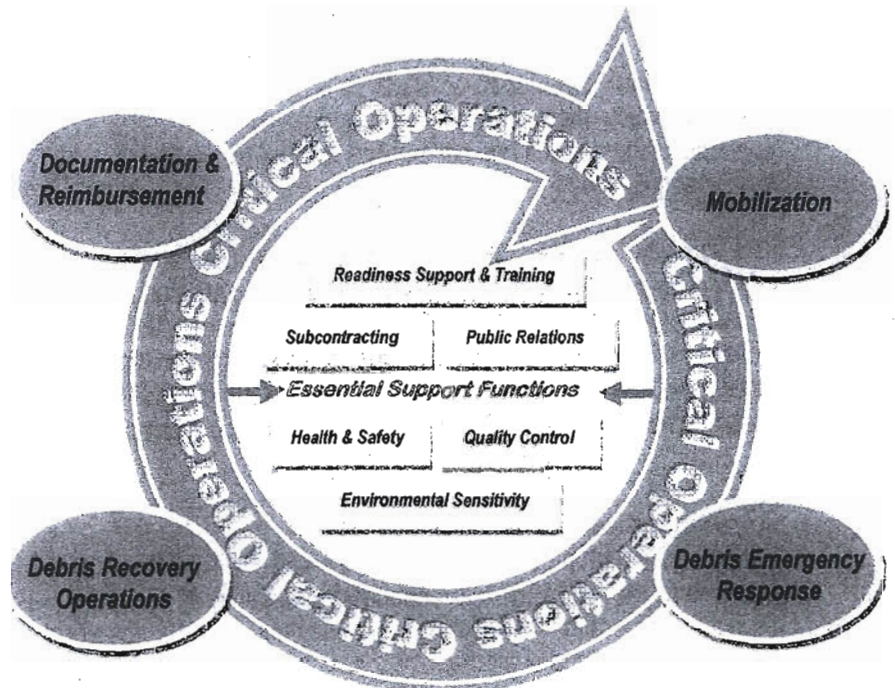 Critical Operations
Documentation &
Reimbursement
Mobilization
Readiness Support & Training
Subcontracting
Public Relations
Essential Support Functions
Health & Safety
Quality Control
Environmental Sensitivity
Critical Operations
Debris Emergency
Response
Critical Operations
Debris Recovery
Operations
Operations